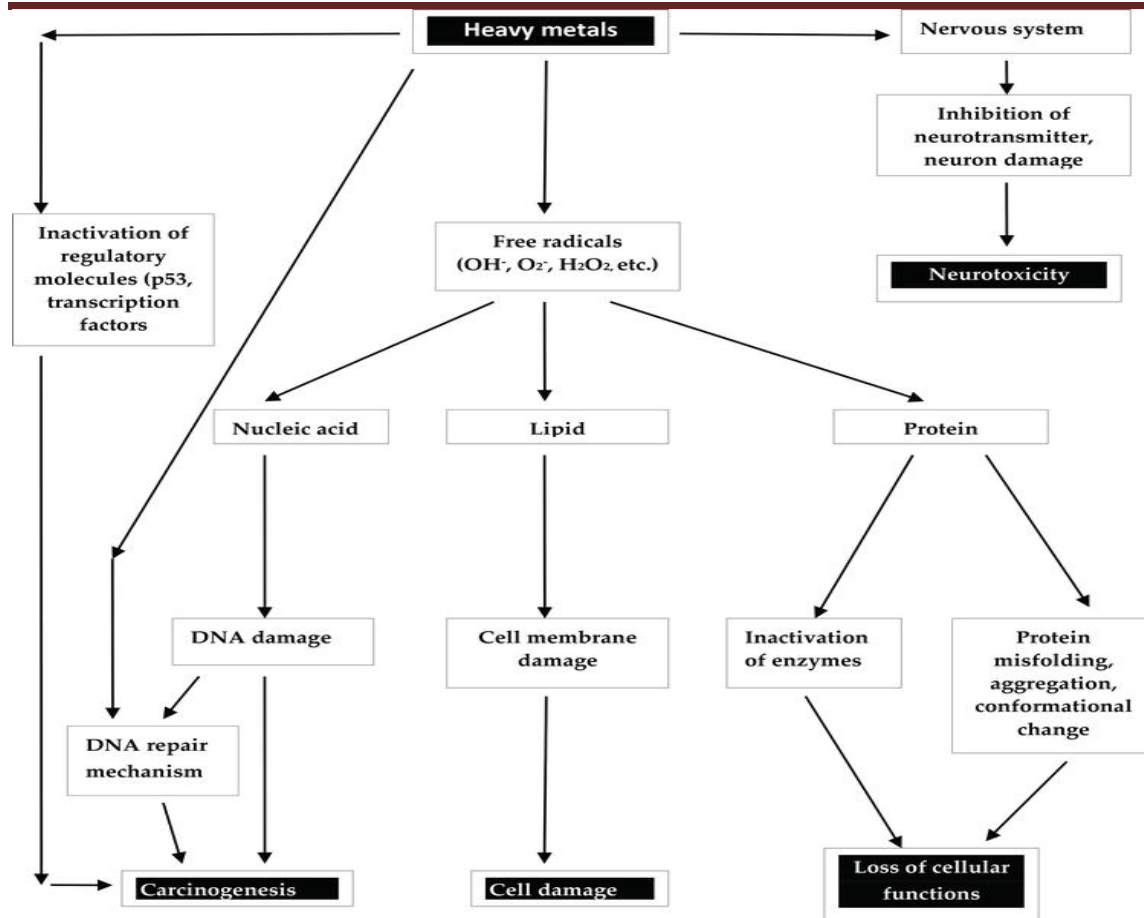 Heavy metals
Nervous system
Inhibition of
neurotransmitter,
neuron damage
Inactivation of
regulatory
molecules (p53,
transcription
factors
Free radicals
(OH⁻, O₂⁻, H₂O₂, etc.)
Neurotoxicity
Nucleic acid
Lipid
Protein
DNA damage
Cell membrane
damage
Inactivation
of enzymes
Protein
misfolding,
aggregation,
conformational
change
DNA repair
mechanism
Carcinogenesis
Cell damage
Loss of cellular
functions